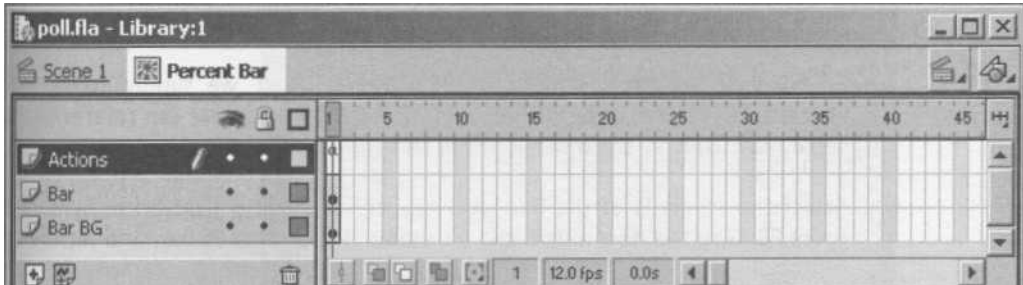 poll.fla - Library:1
Scene 1 Percent Bar
1 5 10 15 20 25 30 35 40 45
Actions
Bar
Bar BG
1 12.0 fps 0.0s